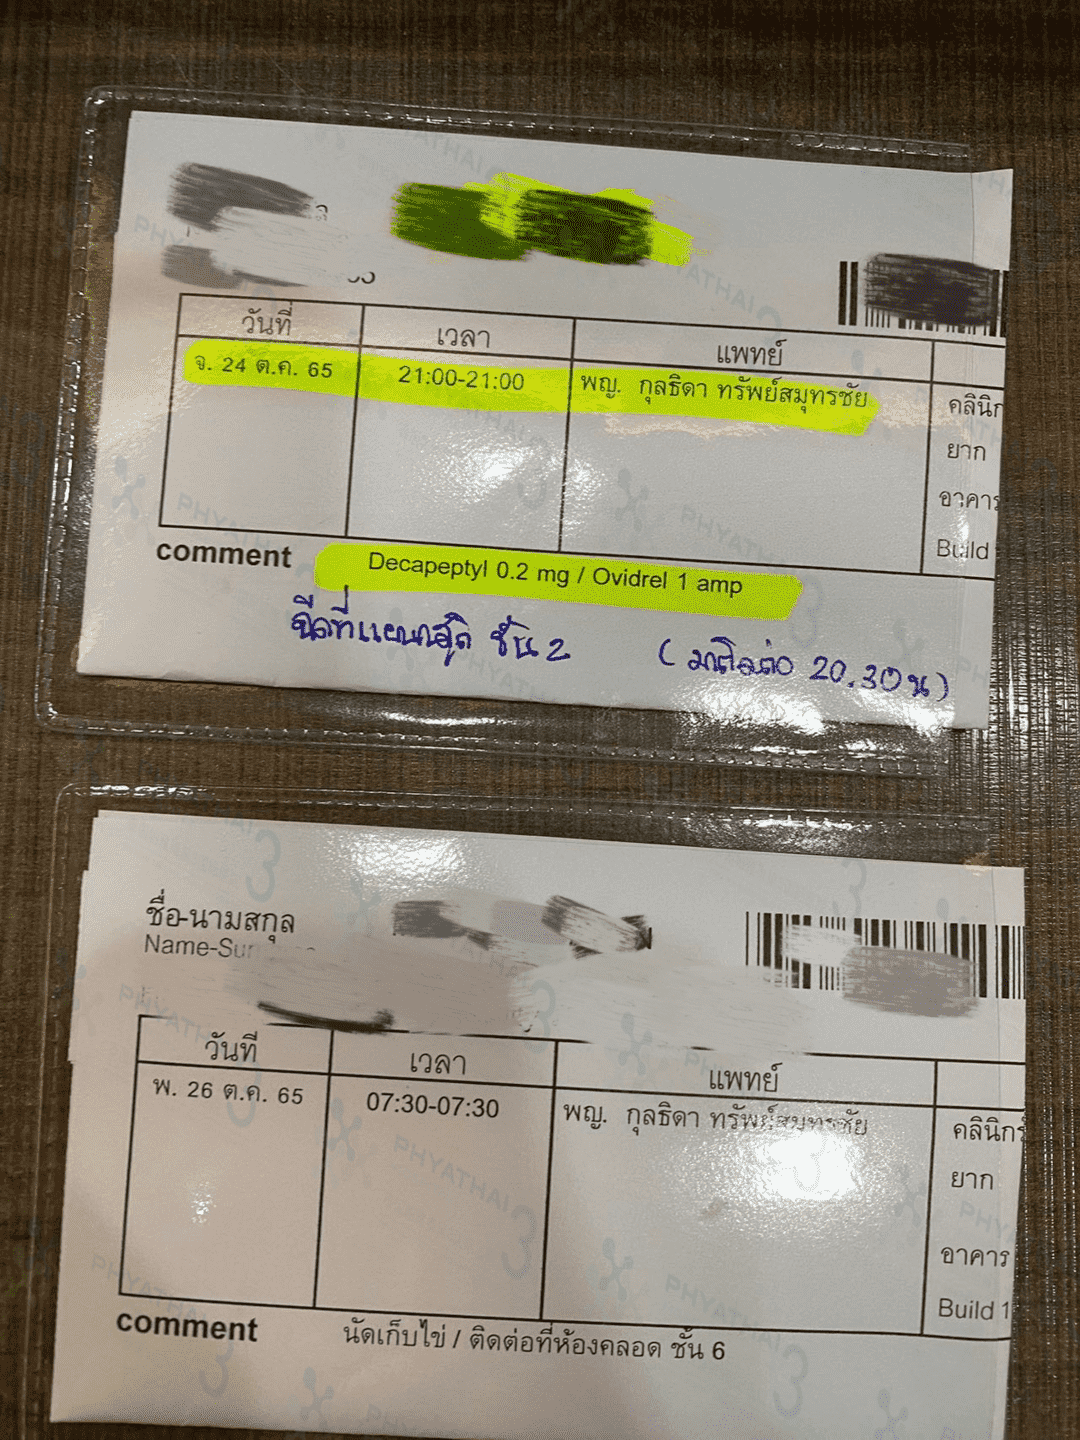 วันที่ เวลา แพทย์
จ. 24 ต.ค. 65 21:00-21:00 พญ. กุลธิดา ทรัพย์สมุทรชัย คลินิก
ยาก
อาคาร
Build
comment Decapeptyl 0.2 mg / Ovidrel 1 amp
ฉีดที่แผนกสูติ ชั้น 2 (มาติดต่อ 20.30 น)
ชื่อ-นามสกุล
Name-Sur
วันที่ เวลา แพทย์
พ. 26 ต.ค. 65 07:30-07:30 พญ. กุลธิดา ทรัพย์สมุทรชัย คลินิก
ยาก
อาคาร
Build 1
comment นัดเก็บไข่ / ติดต่อที่ห้องคลอด ชั้น 6